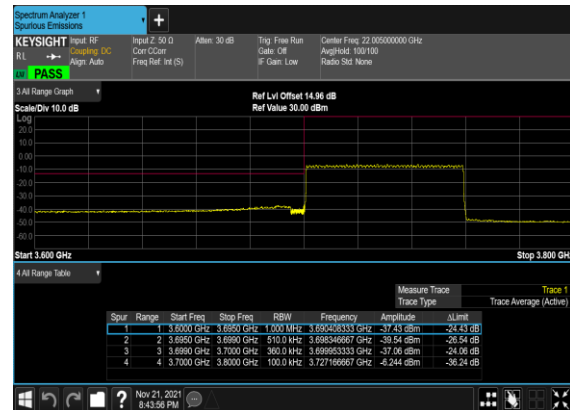 Spectrum Analyzer 1
Spurious Emissions
KEYSIGHT Input: RF Input Z: 50 Ω Atten: 30 dB Trig: Free Run Center Freq: 22.005000000 GHz
RL Coupling: DC Corr CCorr Gate: Off Avg|Hold: 100/100
Align: Auto Freq Ref: Int (S) IF Gain: Low Radio Std: None
PASS
3 All Range Graph
Ref Lvl Offset 14.96 dB
Scale/Div 10.0 dB Ref Value 30.00 dBm
Log
20.0
10.0
0.00
-10.0
-20.0
-30.0
-40.0
-50.0
-60.0
Start 3.600 GHz Stop 3.800 GH
4 All Range Table
Measure Trace Trace 1
Trace Type Trace Average (Active)
Spur Range Start Freq Stop Freq RBW Frequency Amplitude ΔLimit
1 1 3.6000 GHz 3.6950 GHz 1.000 MHz 3.690408333 GHz -37.43 dBm -24.43 dB
2 2 3.6950 GHz 3.6990 GHz 510.0 kHz 3.698346667 GHz -39.54 dBm -26.54 dB
3 3 3.6990 GHz 3.7000 GHz 360.0 kHz 3.699953333 GHz -37.06 dBm -24.06 dB
4 4 3.7000 GHz 3.8000 GHz 100.0 kHz 3.727166667 GHz -6.244 dBm -36.24 dB
Nov 21, 2021
8:43:56 PM